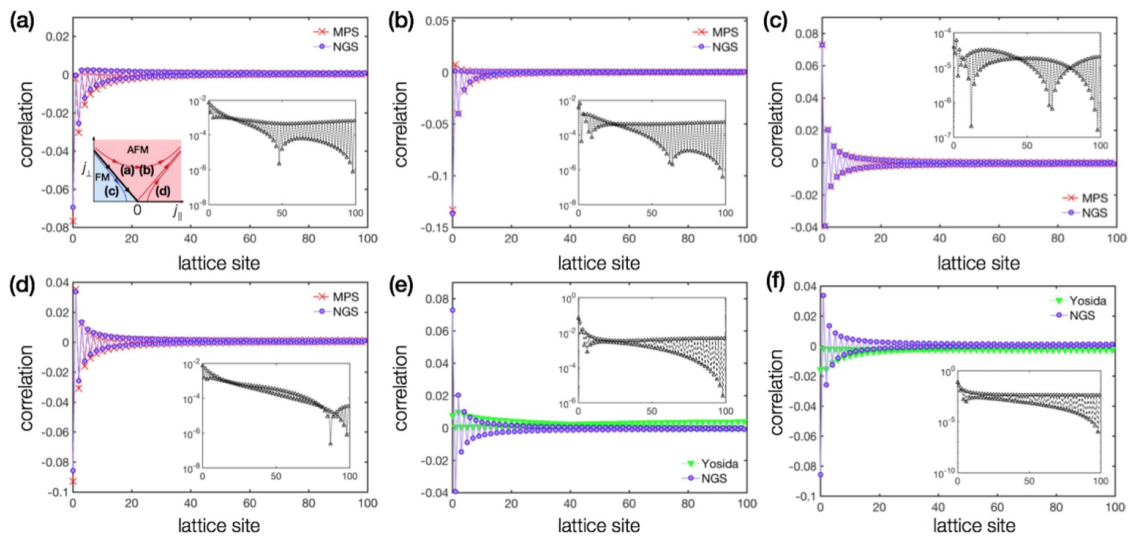 (a)
MPS
NGS
0.02
0
-0.02
-0.04
-0.06
-0.08
correlation
0 20 40 60 80 100
lattice site
10⁻²
10⁻⁴
10⁻⁶
10⁻⁸
0 50 100
AFM
j⊥
(a) (b)
FM
(c)
(d)
0
j∥
(b)
MPS
NGS
0.05
0
-0.05
-0.1
-0.15
correlation
0 20 40 60 80 100
lattice site
10⁻²
10⁻⁴
10⁻⁶
10⁻⁸
0 50 100
(c)
MPS
NGS
0.08
0.06
0.04
0.02
0
-0.02
-0.04
correlation
0 20 40 60 80 100
lattice site
10⁻⁴
10⁻⁵
10⁻⁶
10⁻⁷
0 50 100
(d)
MPS
NGS
0.04
0.02
0
-0.02
-0.04
-0.06
-0.08
-0.1
correlation
0 20 40 60 80 100
lattice site
10⁻²
10⁻⁴
10⁻⁶
10⁻⁸
0 50 100
(e)
0.08
0.06
0.04
0.02
0
-0.02
0.04
correlation
0 20 40 60 80 100
lattice site
10⁰
10⁻²
10⁻⁴
10⁻⁶
0 50 100
Yosida
NGS
(f)
Yosida
NGS
0.04
0.02
0
-0.02
-0.04
-0.06
-0.08
-0.1
correlation
0 20 40 60 80 100
lattice site
10⁰
10⁻⁵
10⁻¹⁰
0 50 100